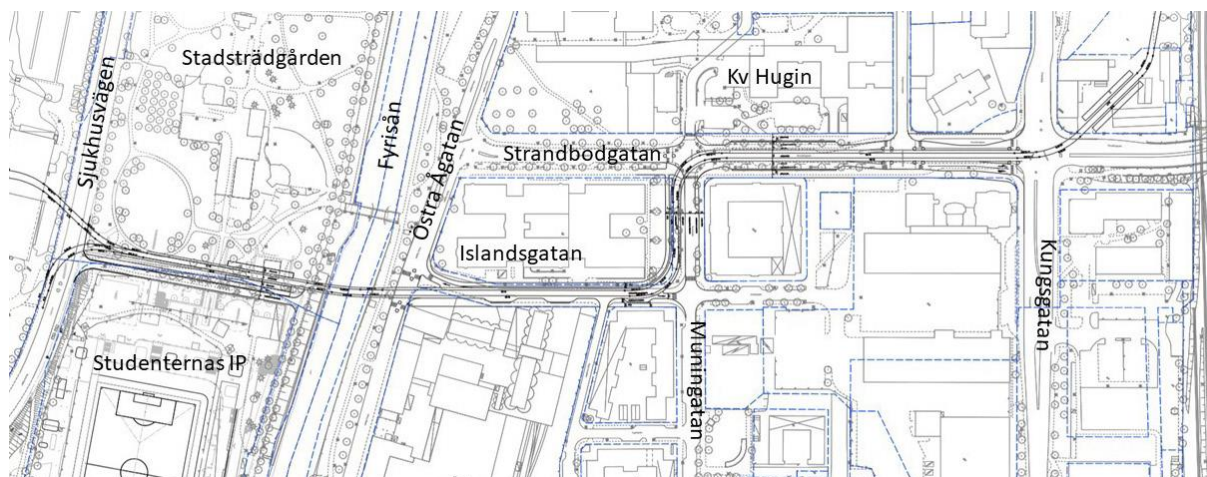 Stadsträdgården
Sjukhusvägen
Fyrisån
Östra Ågatan
Kv Hugin
Strandbodgatan
Islandsgatan
Studenternas IP
Muningatan
Kungsgatan